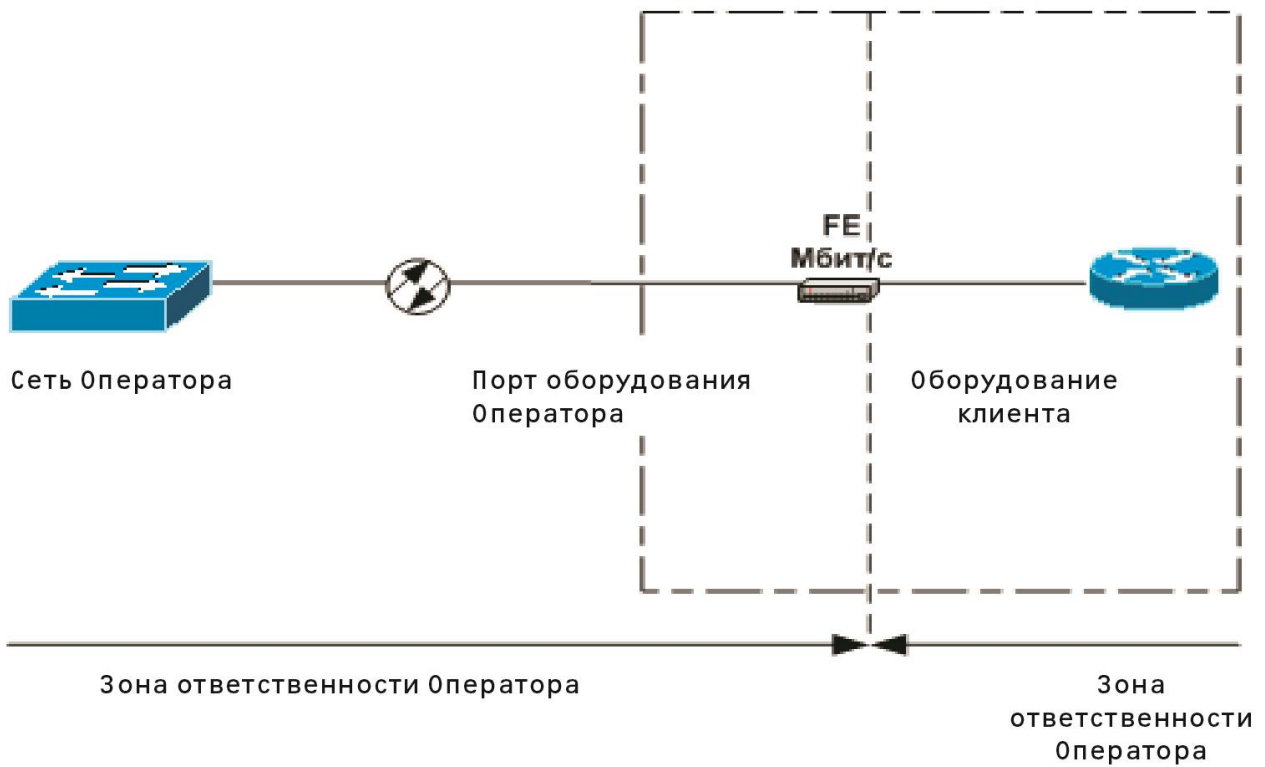 FE
Мбит/с
Сеть Оператора
Порт оборудования
Оператора
Оборудование
клиента
Зона ответственности Оператора
Зона
ответственности
Оператора